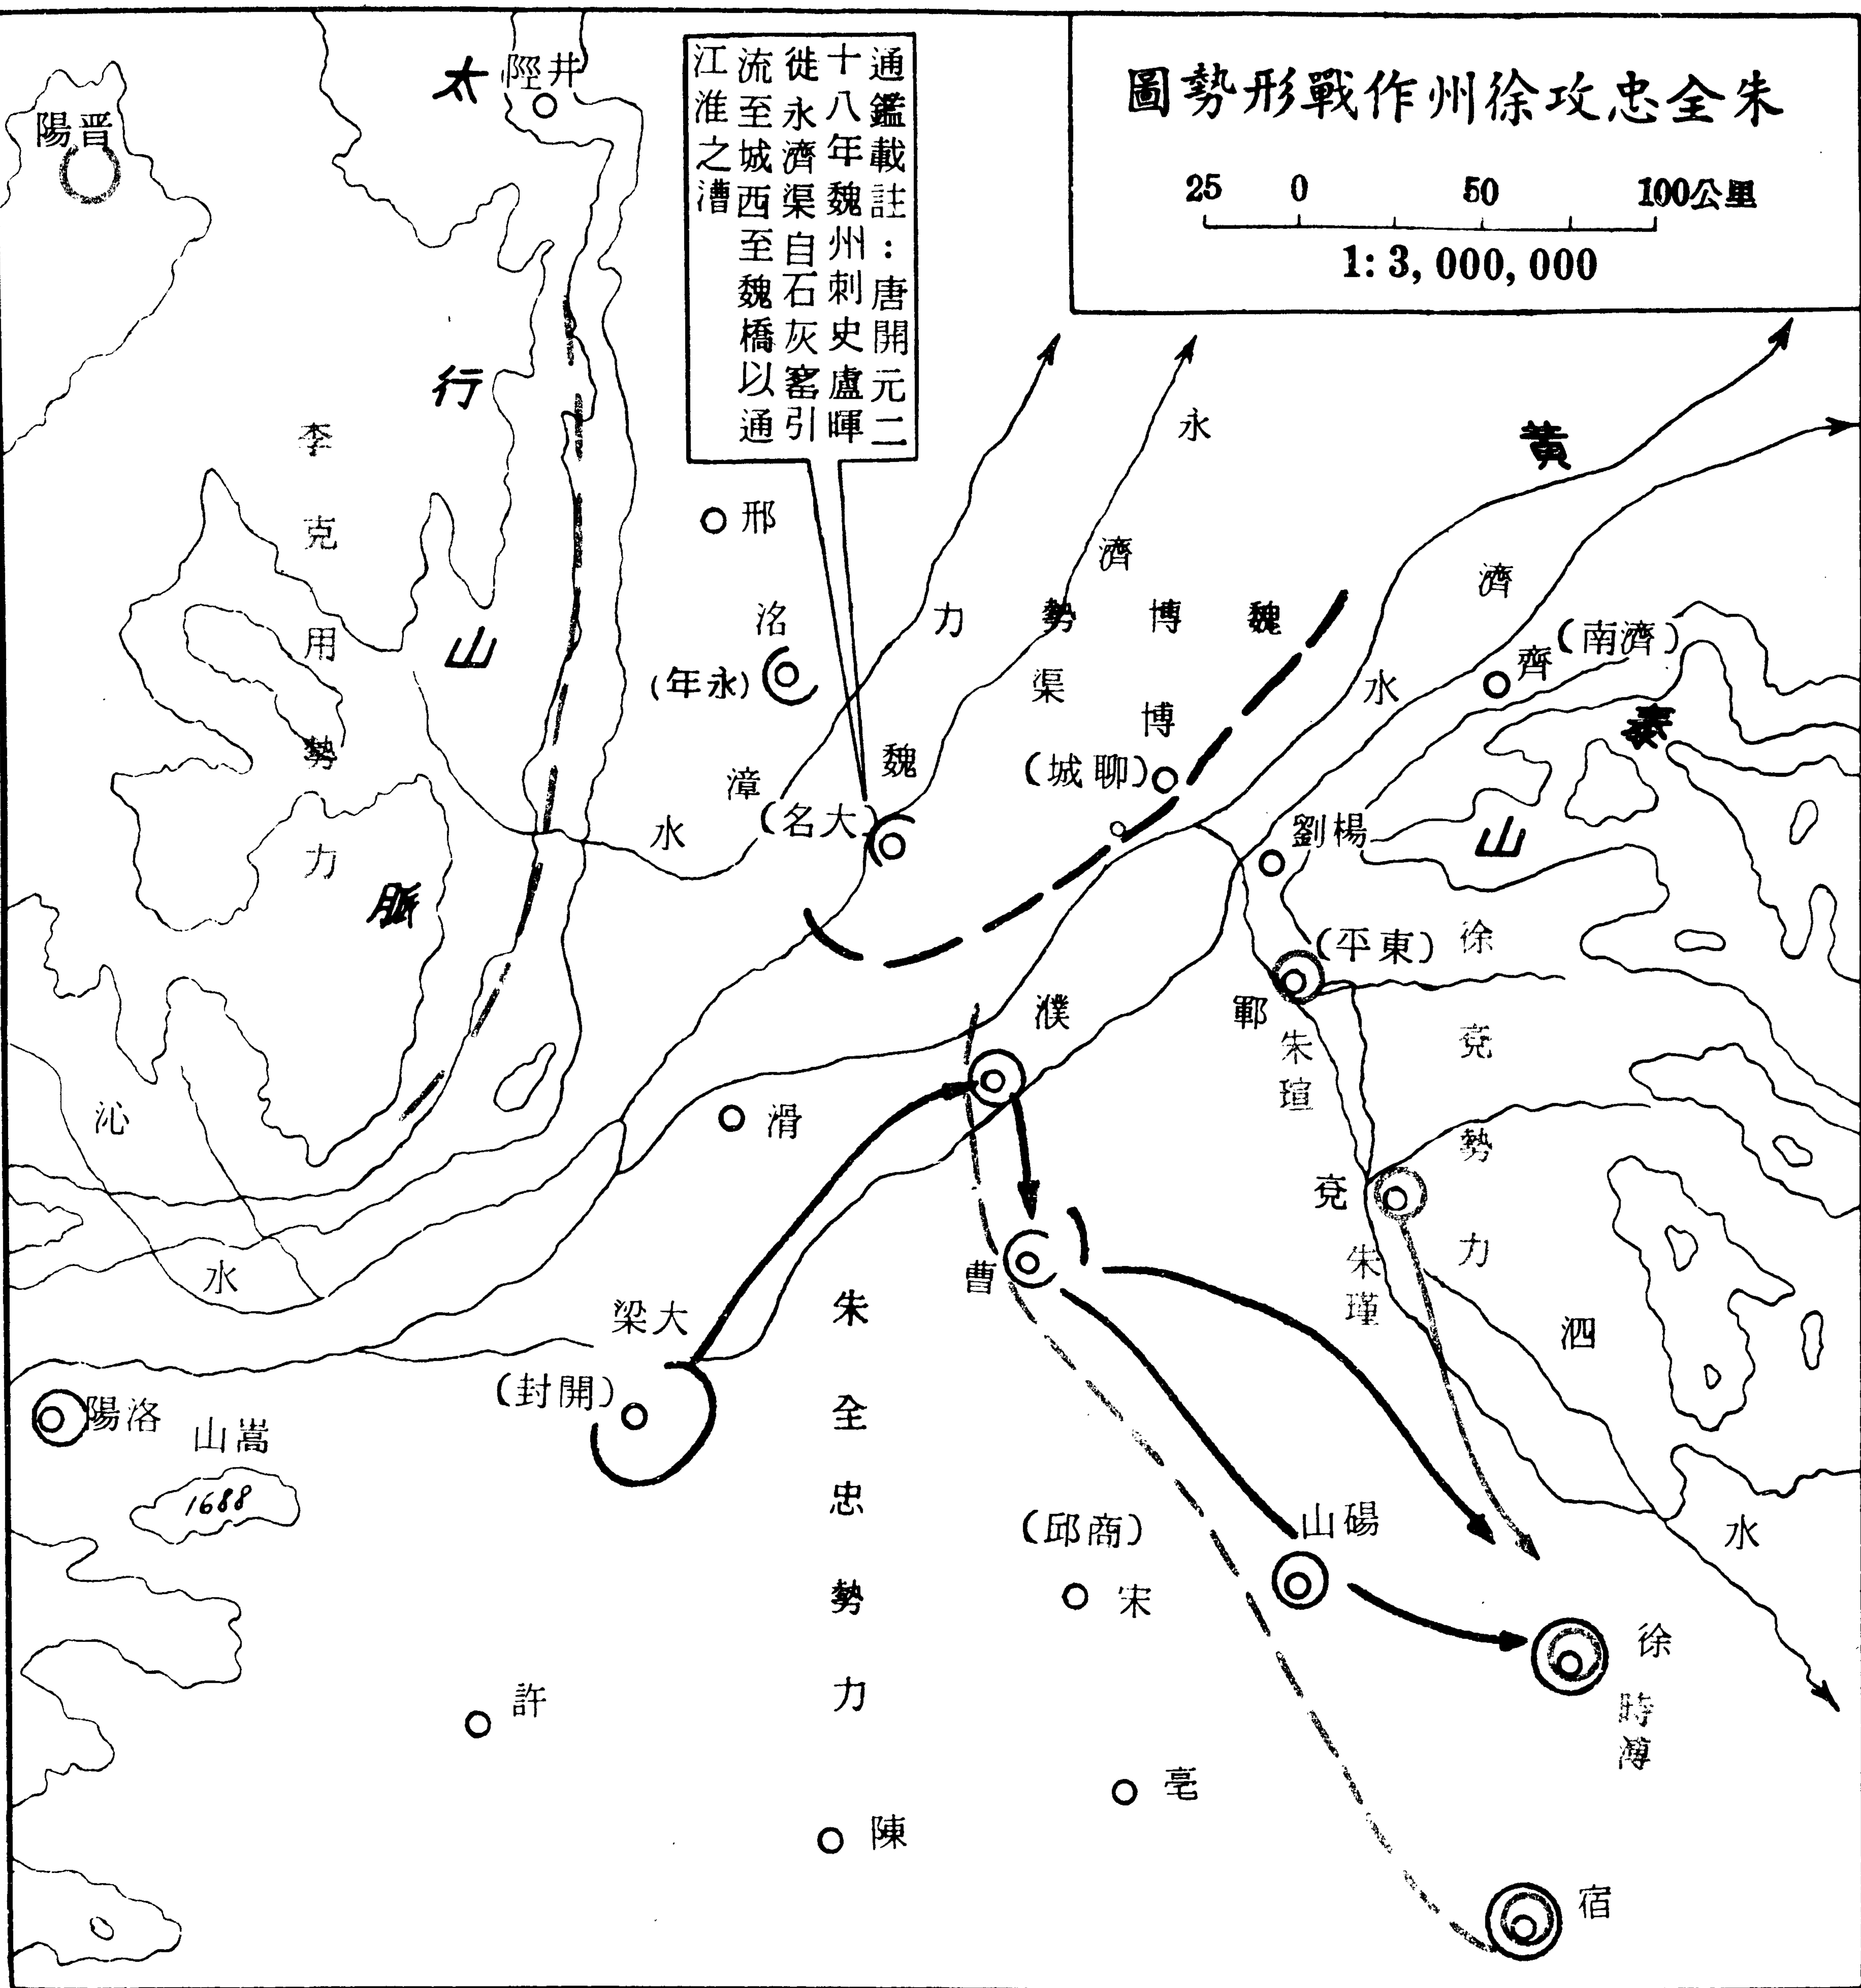 朱全忠攻徐州作戰形勢圖
25 0 50 100公里
1:3,000,000
通鑑載註：唐開元二
十八年魏州刺史盧暉
徙永濟渠自石灰窰引
流至城西至魏橋以通
江淮之漕
太行山脈
井陘
晋陽
李克用勢力
邢
洺
(永年)
漳水
魏
(大名)
永濟渠
魏博勢力
博
(聊城)
黃
濟水
齊
(濟南)
泰山
楊劉
(東平)
鄆
朱瑄
徐兗勢力
兗
朱瑾
泗水
濮
滑
曹
沁水
大梁
(開封)
洛陽
嵩山
1688
朱全忠勢力
(商邱)
宋
碭山
徐
時溥
許
陳
亳
宿